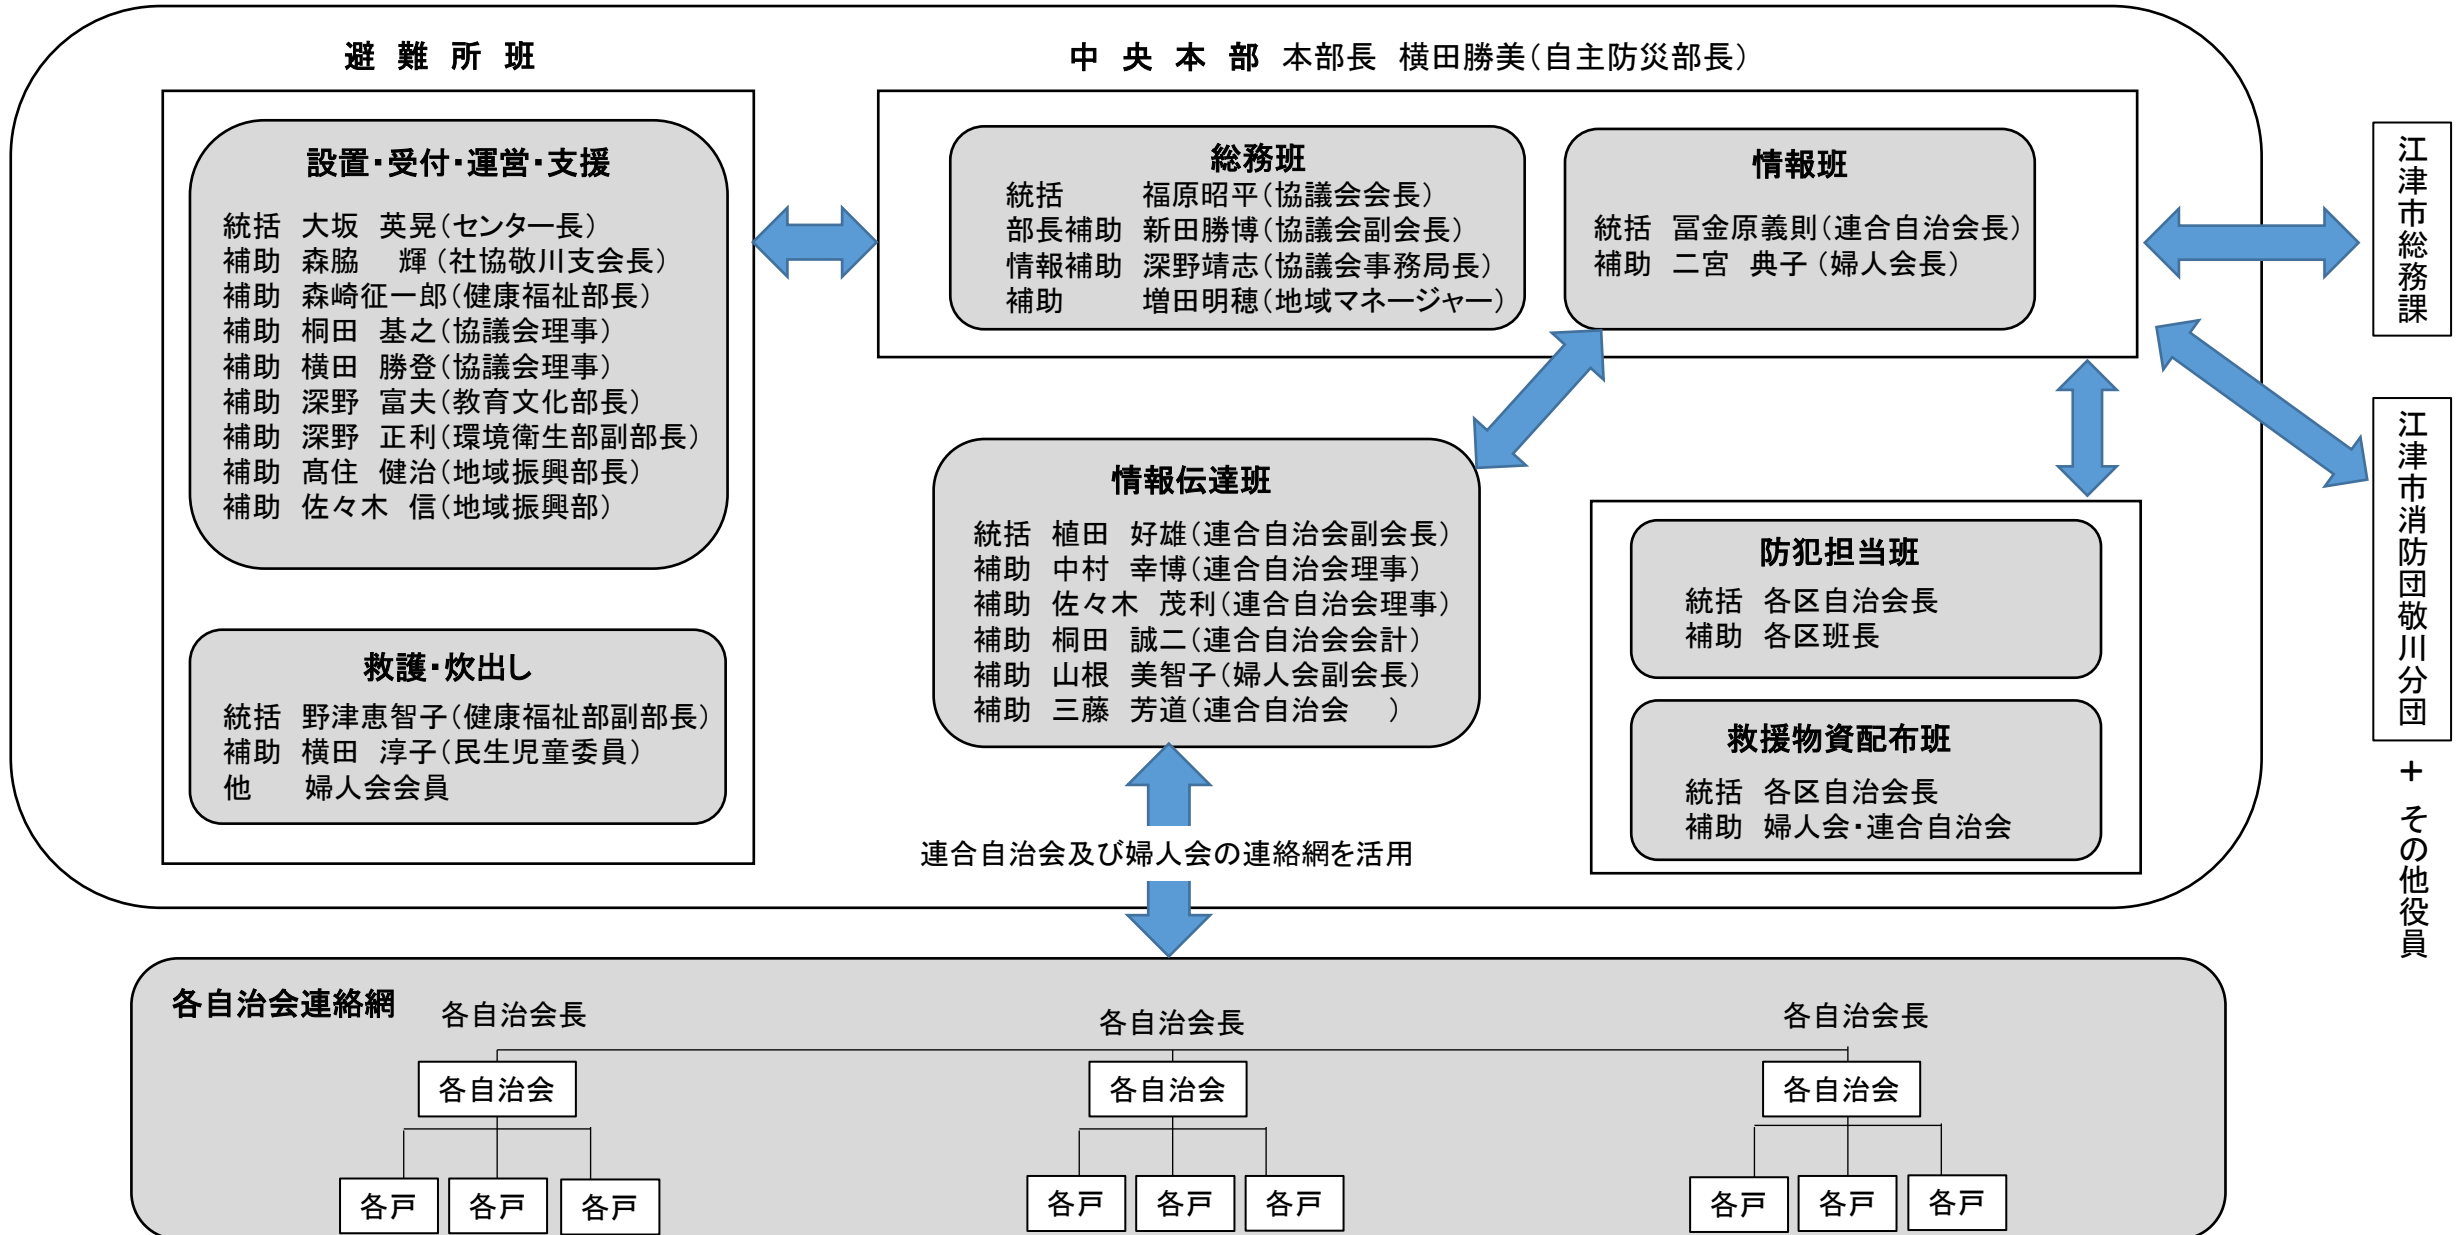 避 難 所 班
設置・受付・運営・支援
統括 大坂 英晃(センター長)
補助 森脇 輝(社協敬川支会長)
補助 森崎征一郎(健康福祉部長)
補助 桐田 基之(協議会理事)
補助 横田 勝登(協議会理事)
補助 深野 富夫(教育文化部長)
補助 深野 正利(環境衛生部副部長)
補助 髙住 健治(地域振興部長)
補助 佐々木 信(地域振興部)
救護・炊出し
統括 野津恵智子(健康福祉部副部長)
補助 横田 淳子(民生児童委員)
他 婦人会会員
中 央 本 部 本部長 横田勝美(自主防災部長)
総務班
統括 福原昭平(協議会会長)
部長補助 新田勝博(協議会副会長)
情報補助 深野靖志(協議会事務局長)
補助 増田明穂(地域マネージャー)
情報班
統括 冨金原義則(連合自治会長)
補助 二宮 典子(婦人会長)
情報伝達班
統括 植田 好雄(連合自治会副会長)
補助 中村 幸博(連合自治会理事)
補助 佐々木 茂利(連合自治会理事)
補助 桐田 誠二(連合自治会会計)
補助 山根 美智子(婦人会副会長)
補助 三藤 芳道(連合自治会 )
連合自治会及び婦人会の連絡網を活用
防犯担当班
統括 各区自治会長
補助 各区班長
救援物資配布班
統括 各区自治会長
補助 婦人会・連合自治会
江津市総務課
江津市消防団敬川分団
+ その他役員
各自治会連絡網
各自治会長
各自治会長
各自治会長
各自治会
各自治会
各自治会
各戸
各戸
各戸
各戸
各戸
各戸
各戸
各戸
各戸